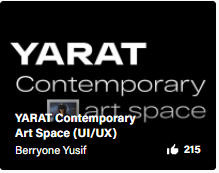 YARAT
Contemporary
art space
YARAT Contemporary
Art Space (UI/UX)
Berryone Yusif
215